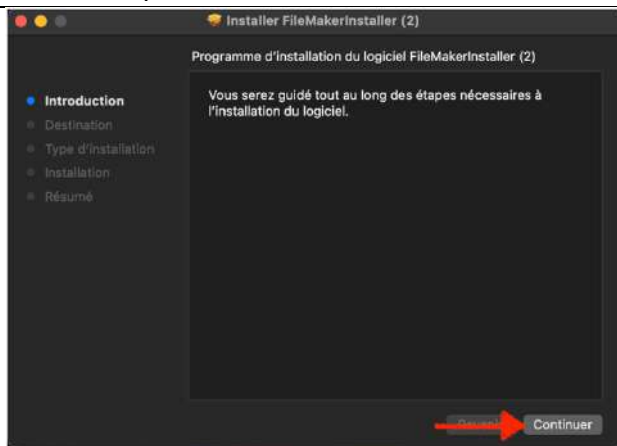 Installer FileMakerInstaller (2)
Programme d'installation du logiciel FileMakerInstaller (2)
Introduction
Destination
Type d'installation
Installation
Résumé
Vous serez guidé tout au long des étapes nécessaires à
l'installation du logiciel.
Continuer